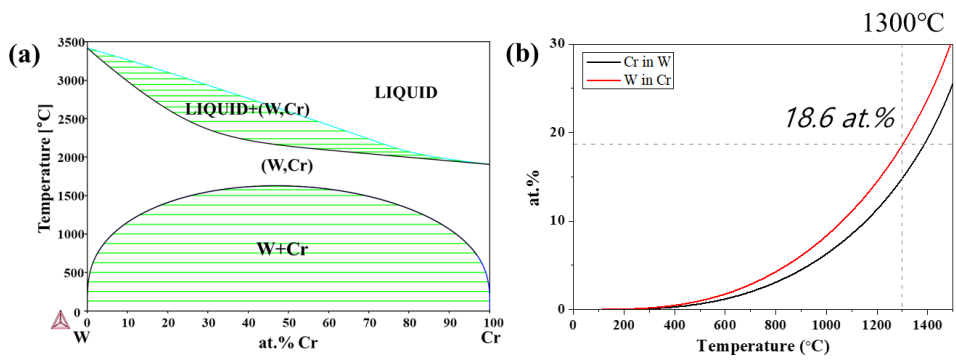 (a)
3500
3000
2500
2000
1500
1000
500
0
Temperature [°C]
LIQUID
LIQUID+(W,Cr)
(W,Cr)
W+Cr
0 10 20 30 40 50 60 70 80 90 100
W at.% Cr Cr
(b)
1300°C
30
20
10
0
at.%
Cr in W
W in Cr
18.6 at.%
0 200 400 600 800 1000 1200 1400
Temperature (°C)